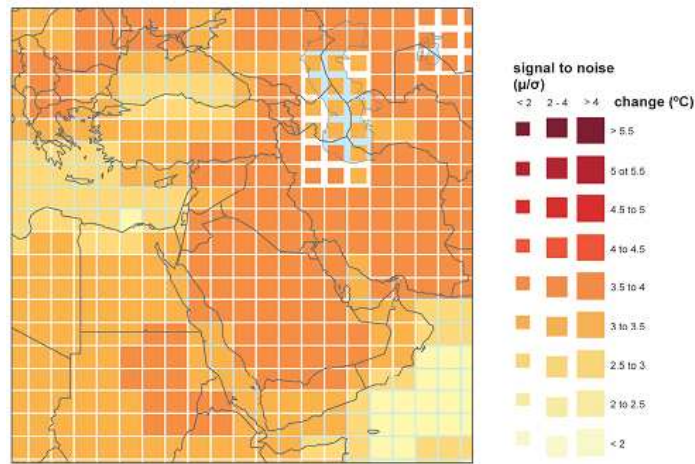 signal to noise
(μ/σ)
< 2 2 - 4 > 4 change (ºC)
> 5.5
5 ot 5.5
4.5 to 5
4 to 4.5
3.5 to 4
3 to 3.5
2.5 to 3
2 to 2.5
< 2